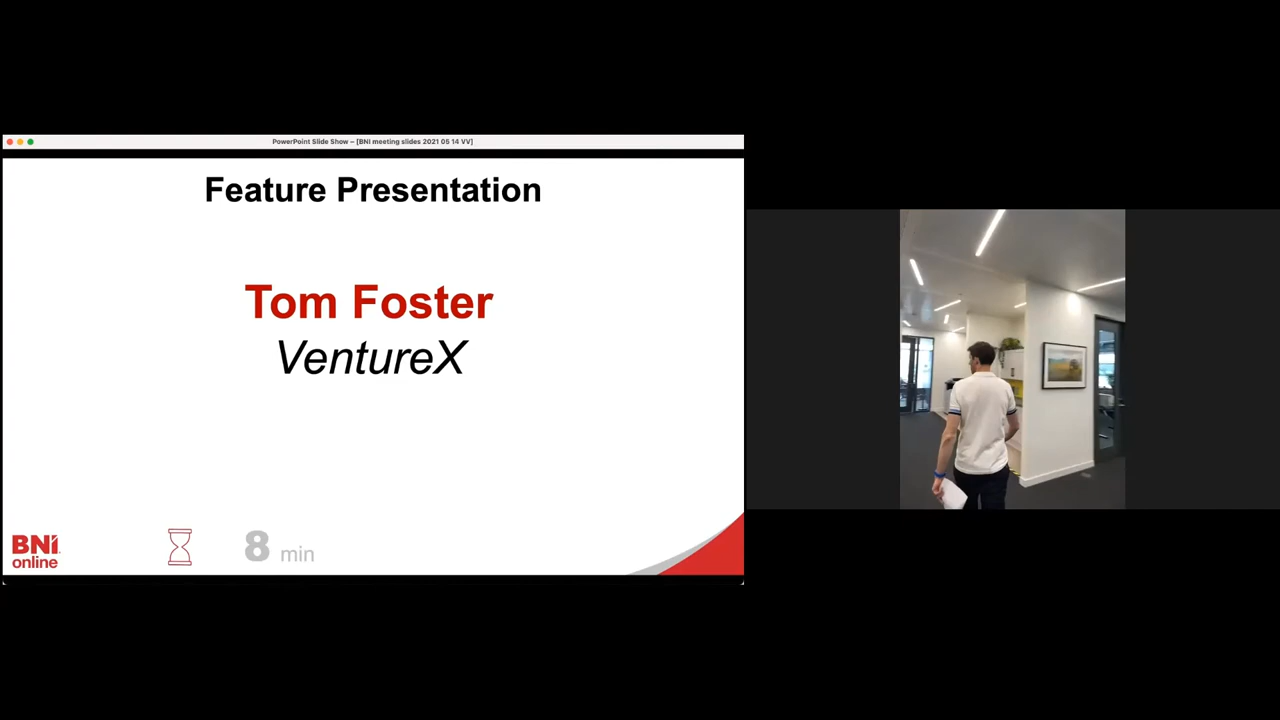 PowerPoint Slide Show – [BNI meeting slides 2021 05 14 VV]
Feature Presentation
Tom Foster
VentureX
BNI
online
8 min